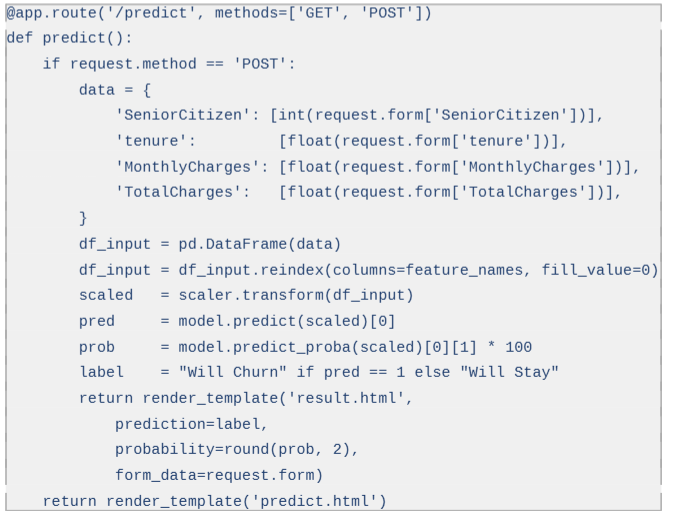 @app.route('/predict', methods=['GET', 'POST'])
def predict():
    if request.method == 'POST':
        data = {
            'SeniorCitizen': [int(request.form['SeniorCitizen'])],
            'tenure':         [float(request.form['tenure'])],
            'MonthlyCharges': [float(request.form['MonthlyCharges'])],
            'TotalCharges':   [float(request.form['TotalCharges'])],
        }
        df_input = pd.DataFrame(data)
        df_input = df_input.reindex(columns=feature_names, fill_value=0)
        scaled   = scaler.transform(df_input)
        pred     = model.predict(scaled)[0]
        prob     = model.predict_proba(scaled)[0][1] * 100
        label    = "Will Churn" if pred == 1 else "Will Stay"
        return render_template('result.html',
            prediction=label,
            probability=round(prob, 2),
            form_data=request.form)
    return render_template('predict.html')